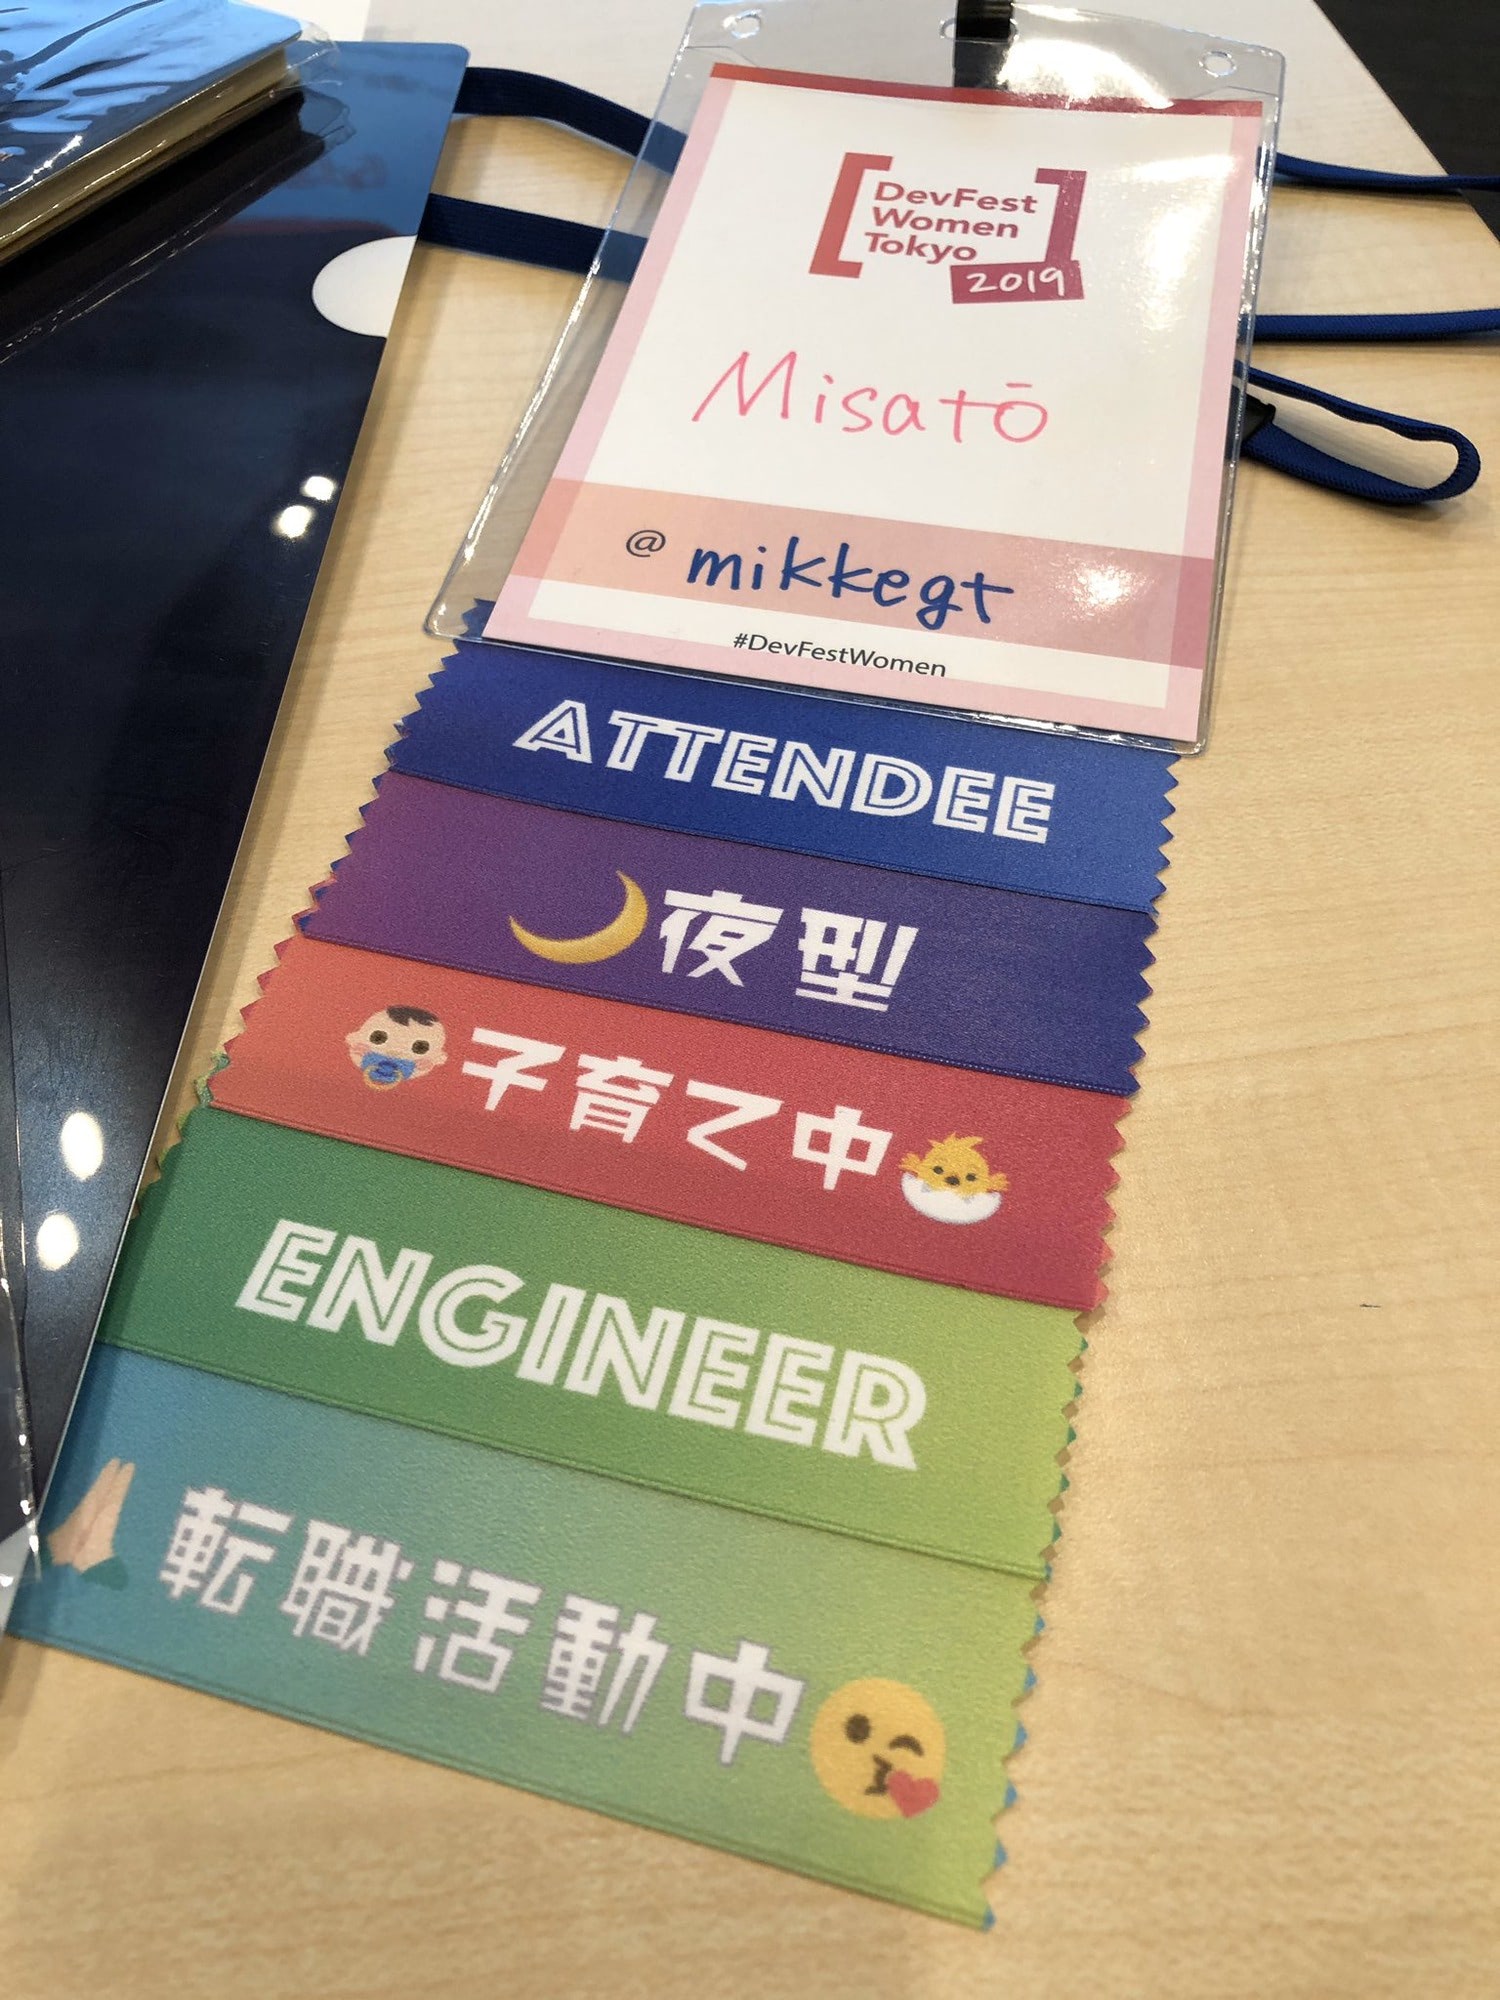 DevFest
Women
Tokyo
2019
Misatō
@mikkegt
#DevFestWomen
ATTENDEE
夜型
子育て中
ENGINEER
転職活動中